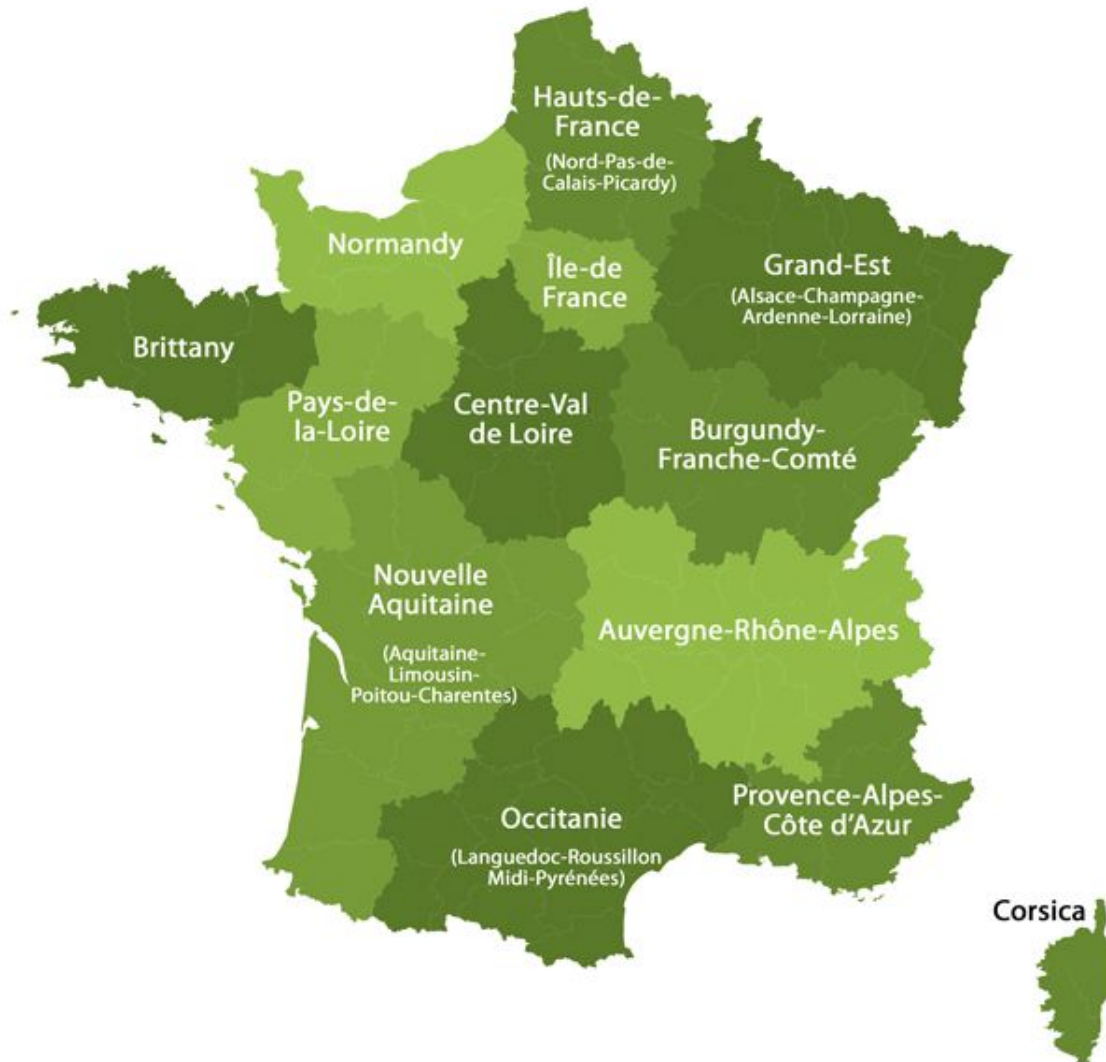 Hauts-de-
France
(Nord-Pas-de-
Calais-Picardy)
Normandy
Île-de
France
Grand-Est
(Alsace-Champagne-
Ardenne-Lorraine)
Brittany
Pays-de-
la-Loire
Centre-Val
de Loire
Burgundy-
Franche-Comté
Nouvelle
Aquitaine
(Aquitaine-
Limousin-
Poitou-Charentes)
Auvergne-Rhône-Alpes
Provence-Alpes-
Côte d’Azur
Occitanie
(Languedoc-Roussillon
Midi-Pyrénées)
Corsica